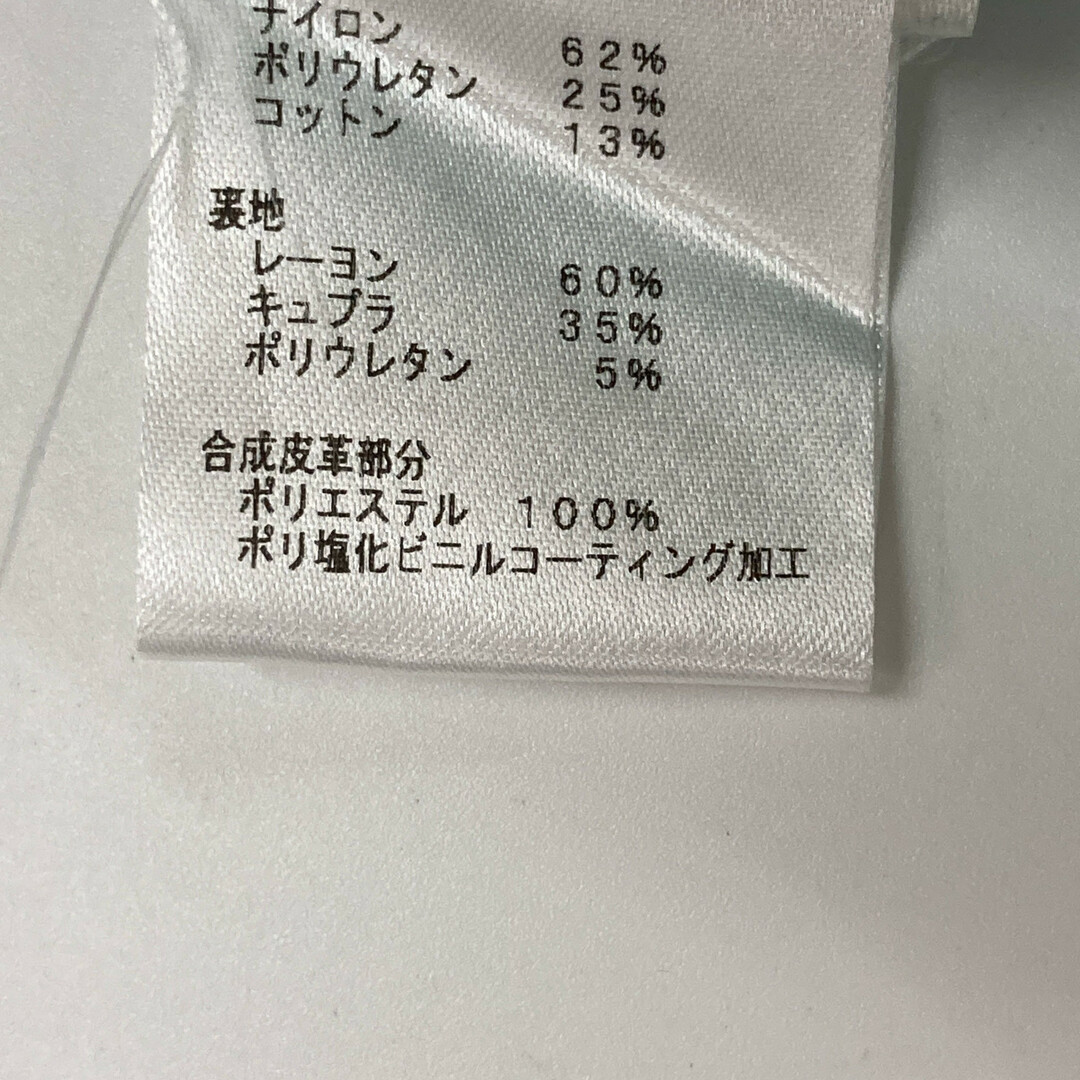 ナイロン 62%
ポリウレタン 25%
コットン 13%
裏地
レーヨン 60%
キュプラ 35%
ポリウレタン 5%
合成皮革部分
ポリエステル 100%
ポリ塩化ビニルコーティング加工